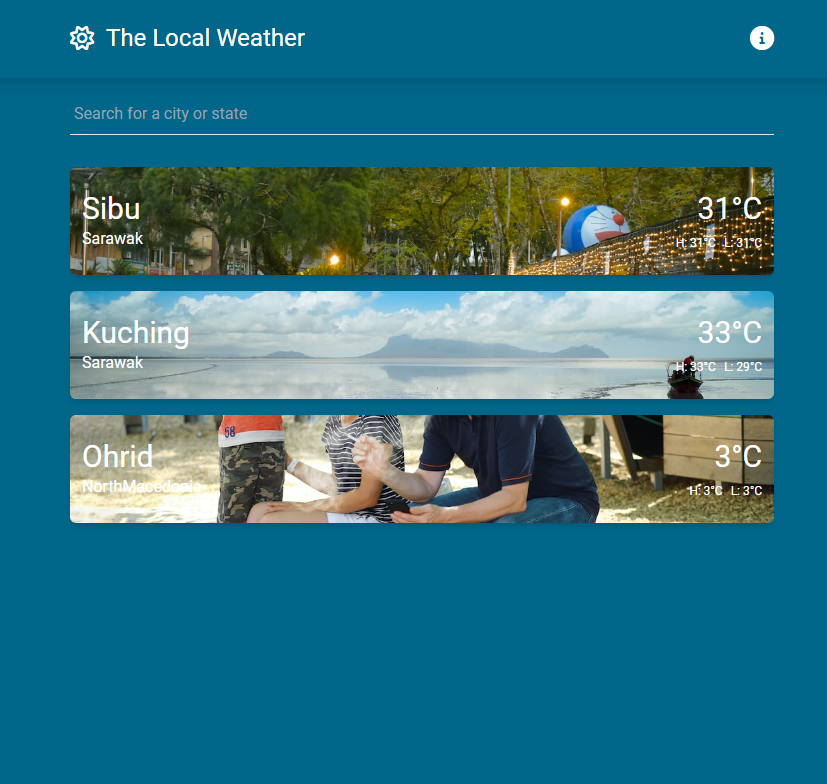 The Local Weather
Search for a city or state
Sibu
31°C
Sarawak
H: 31°C L: 31°C
Kuching
33°C
Sarawak
H: 33°C L: 29°C
58
Ohrid
3°C
NorthMacedonia
H: 3°C L: 3°C